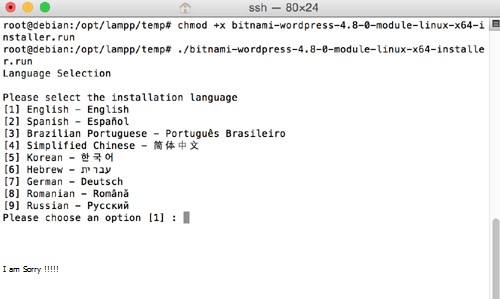 ssh — 80×24
root@debian:/opt/lampp/temp# chmod +x bitnami-wordpress-4.8-0-module-linux-x64-i
nstaller.run
root@debian:/opt/lampp/temp# ./bitnami-wordpress-4.8-0-module-linux-x64-installe
r.run
Language Selection
Please select the installation language
[1] English - English
[2] Spanish - Español
[3] Brazilian Portuguese - Português Brasileiro
[4] Simplified Chinese - 简体中文
[5] Korean - 한국어
[6] Hebrew - עברית
[7] German - Deutsch
[8] Romanian - Română
[9] Russian - Русский
Please choose an option [1] :
I am Sorry !!!!!